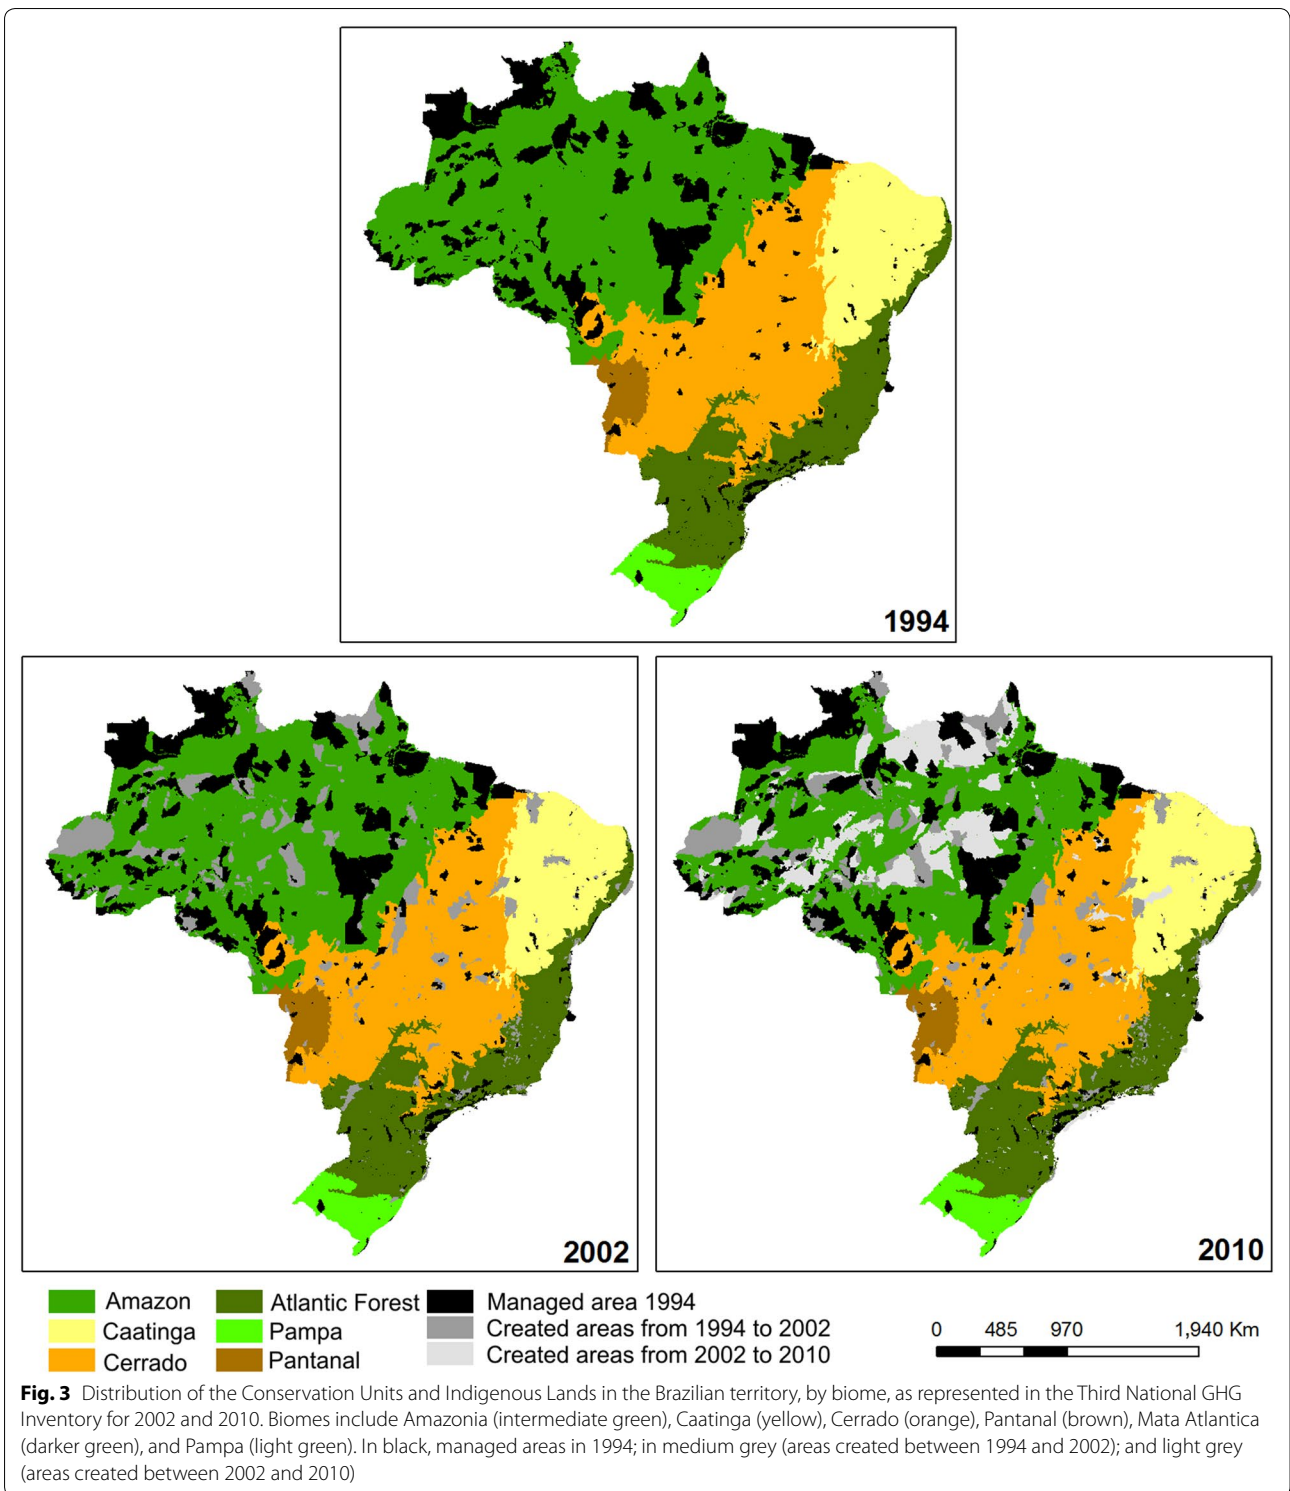 1994
2002
2010
Amazon
Atlantic Forest
Managed area 1994
Caatinga
Pampa
Created areas from 1994 to 2002
Cerrado
Pantanal
Created areas from 2002 to 2010
0 485 970 1,940 Km
Fig. 3 Distribution of the Conservation Units and Indigenous Lands in the Brazilian territory, by biome, as represented in the Third National GHG
Inventory for 2002 and 2010. Biomes include Amazonia (intermediate green), Caatinga (yellow), Cerrado (orange), Pantanal (brown), Mata Atlantica
(darker green), and Pampa (light green). In black, managed areas in 1994; in medium grey (areas created between 1994 and 2002); and light grey
(areas created between 2002 and 2010)